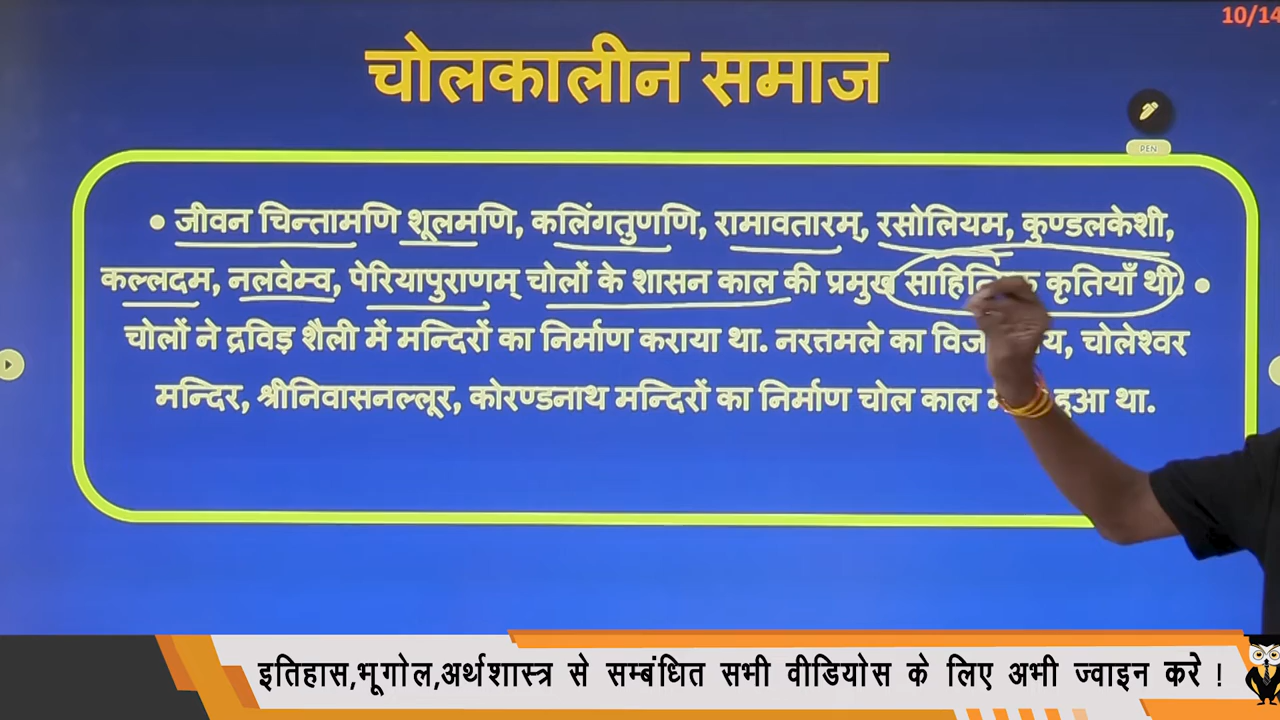 10/14
चोलकालीन समाज
PEN
• जीवन चिन्तामणि शूलमणि, कलिंगतुणणि, रामावतारम्, रसोलियम, कुण्डलकेशी,
कल्लदम, नलवेम्व, पेरियापुराणम् चोलों के शासन काल की प्रमुख कृतियाँ थी. •
चोलों ने द्रविड़ शैली में मन्दिरों का निर्माण कराया था. नरत्तमले का चोलेश्वर
मन्दिर, श्रीनिवासनल्लूर, कोरण्डनाथ मन्दिरों का निर्माण चोल काल हुआ था.
इतिहास,भूगोल,अर्थशास्त्र से सम्बंधित सभी वीडियोस के लिए अभी ज्वाइन करे !